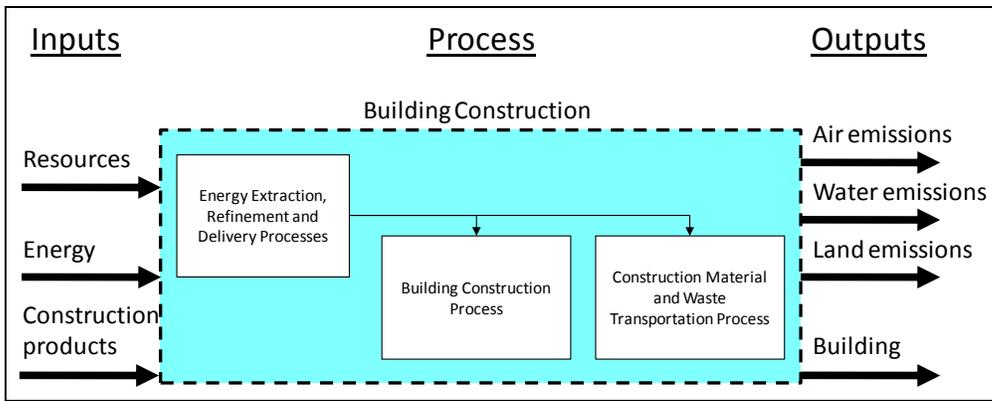 Inputs
Process
Outputs
Building Construction
Resources
Energy
Construction
products
Energy Extraction,
Refinement and
Delivery Processes
Building Construction
Process
Construction Material
and Waste
Transportation Process
Air emissions
Water emissions
Land emissions
Building